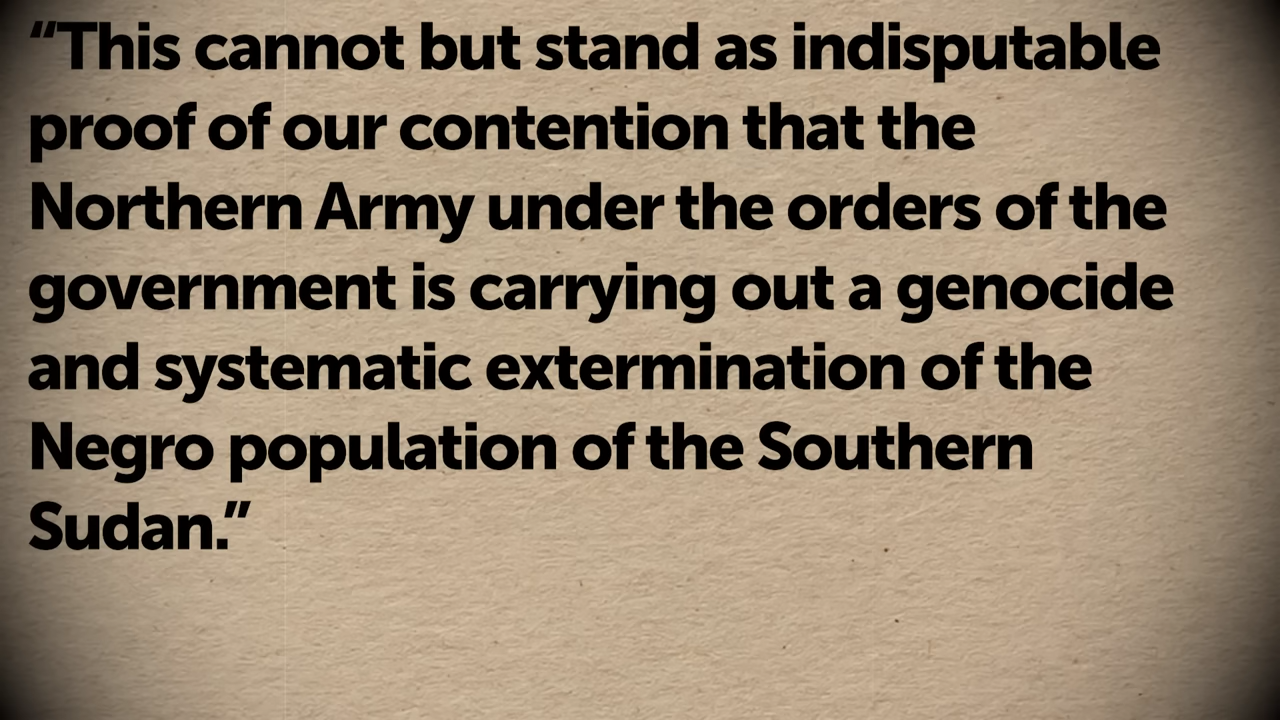 “This cannot but stand as indisputable
proof of our contention that the
Northern Army under the orders of the
government is carrying out a genocide
and systematic extermination of the
Negro population of the Southern
Sudan.”